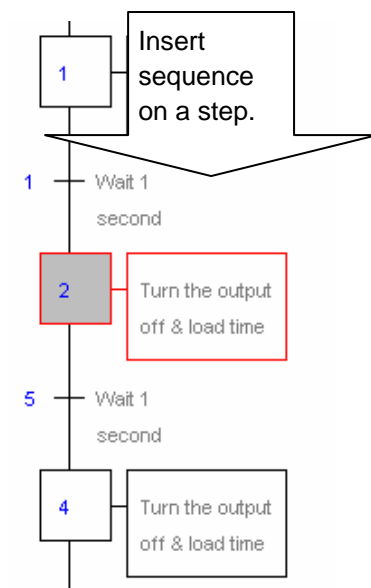 Insert
sequence
on a step.
1
1
Wait 1
second
2
Turn the output
off & load time
5
Wait 1
second
4
Turn the output
off & load time